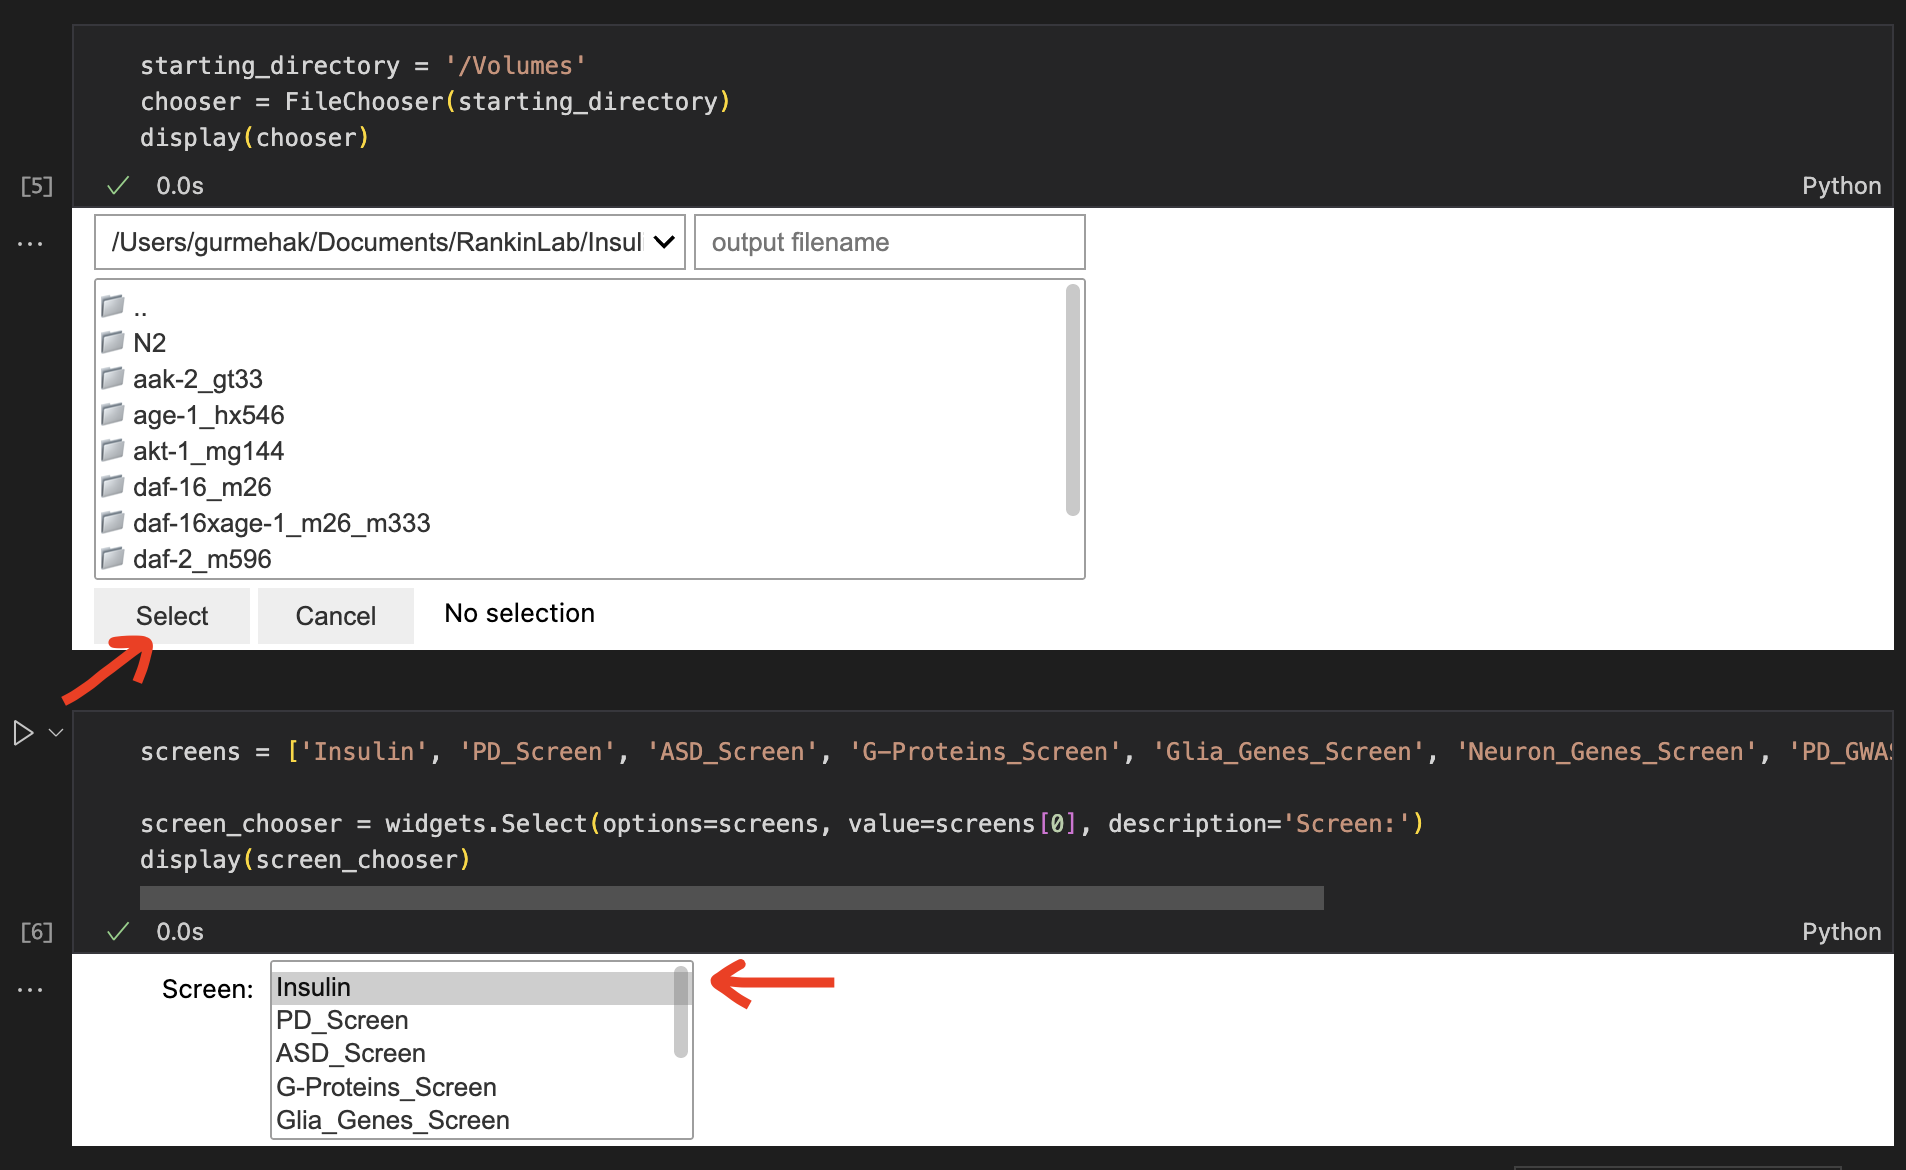 starting_directory = '/Volumes'
chooser = FileChooser(starting_directory)
display(chooser)
[5] 0.0s Python
... /Users/gurmehak/Documents/RankinLab/Insul output filename
..
N2
aak-2_gt33
age-1_hx546
akt-1_mg144
daf-16_m26
daf-16xage-1_m26_m333
daf-2_m596
Select Cancel No selection
screens = ['Insulin', 'PD_Screen', 'ASD_Screen', 'G-Proteins_Screen', 'Glia_Genes_Screen', 'Neuron_Genes_Screen', 'PD_GWAS
screen_chooser = widgets.Select(options=screens, value=screens[0], description='Screen:')
display(screen_chooser)
[6] 0.0s Python
... Screen: Insulin
PD_Screen
ASD_Screen
G-Proteins_Screen
Glia_Genes_Screen